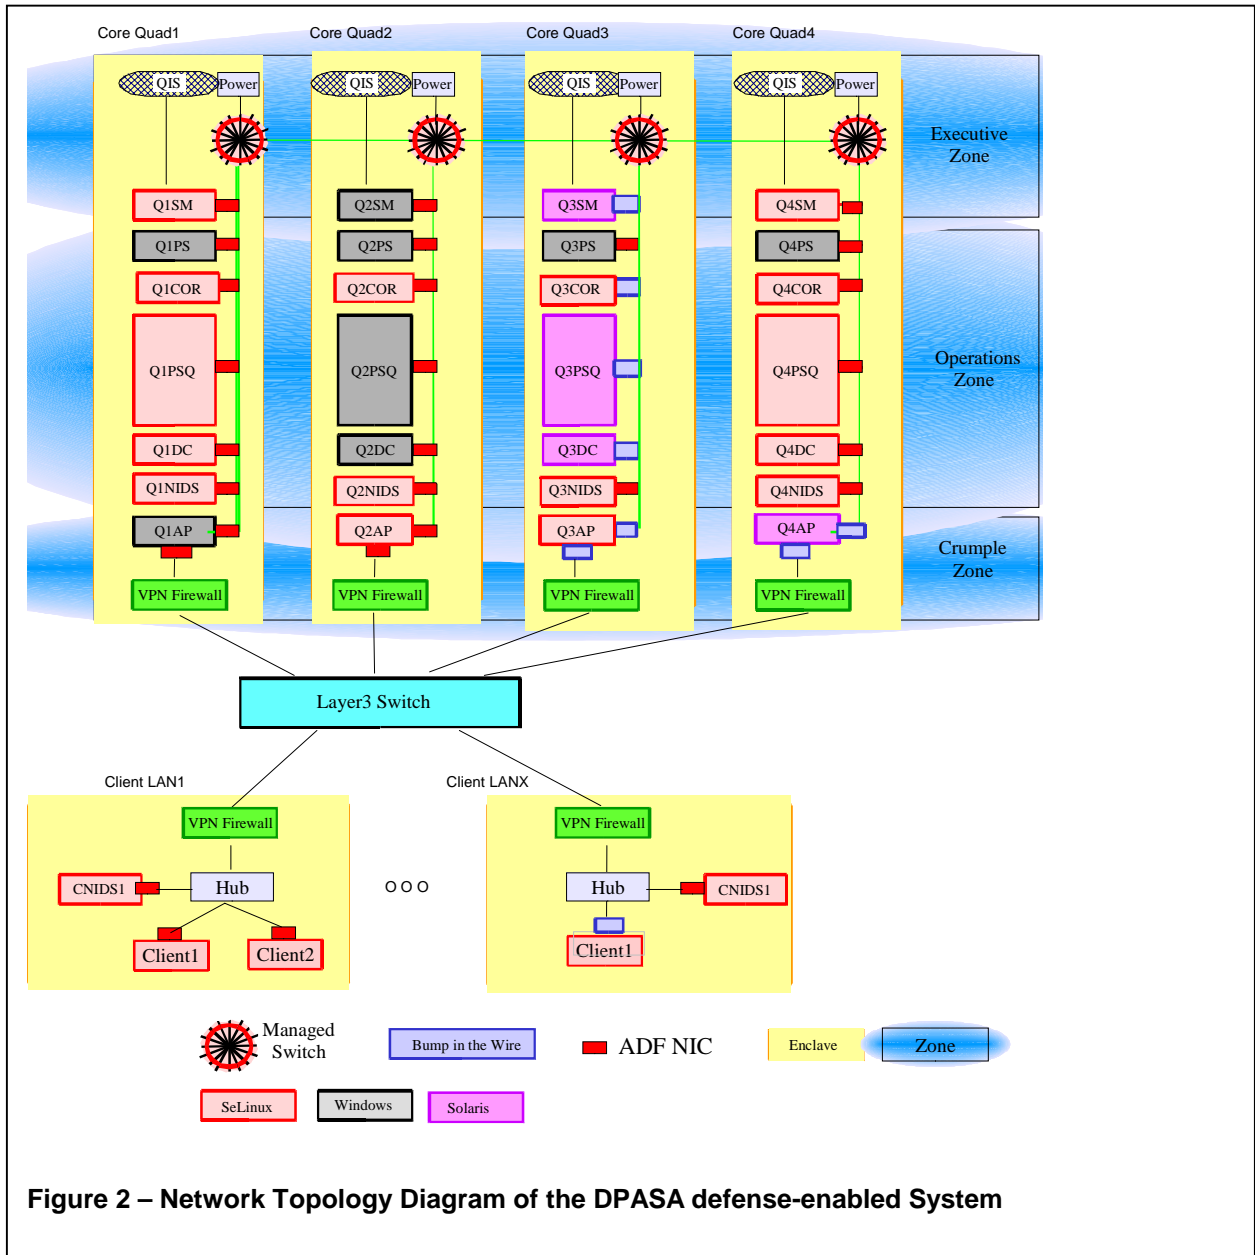 Core Quad1 Core Quad2 Core Quad3 Core Quad4
QIS Power QIS Power QIS Power QIS Power
Executive
Zone
Q1SM Q2SM Q3SM Q4SM
Q1PS Q2PS Q3PS Q4PS
Q1COR Q2COR Q3COR Q4COR
Operations
Zone
Q1PSQ Q2PSQ Q3PSQ Q4PSQ
Q1DC Q2DC Q3DC Q4DC
Q1NIDS Q2NIDS Q3NIDS Q4NIDS
Q1AP Q2AP Q3AP Q4AP
Crumple
Zone
VPN Firewall VPN Firewall VPN Firewall VPN Firewall
Layer3 Switch
Client LAN1 Client LANX
VPN Firewall VPN Firewall
CNIDS1 Hub O O O Hub CNIDS1
Client1 Client2 Client1
Managed
Switch
Bump in the Wire
ADF NIC
Enclave
Zone
SeLinux Windows Solaris
Figure 2 – Network Topology Diagram of the DPASA defense-enabled System